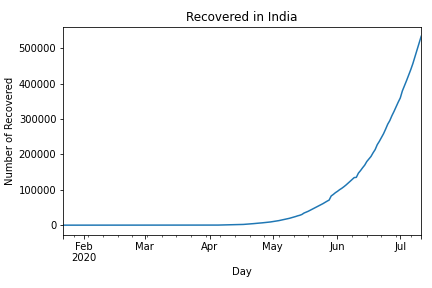 Recovered in India
Number of Recovered
500000
400000
300000
200000
100000
0
Feb Mar Apr May Jun Jul
2020
Day